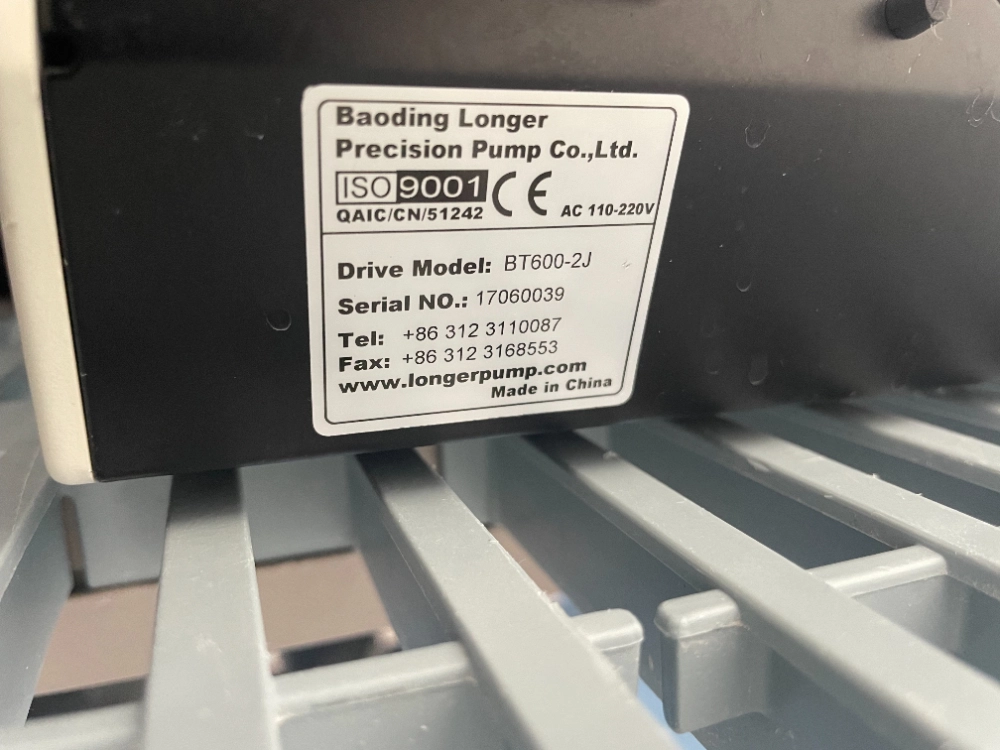 Baoding Longer
Precision Pump Co.,Ltd.
ISO 9001 CE
QAIC/CN/51242 AC 110-220V
Drive Model: BT600-2J
Serial NO.: 17060039
Tel: +86 312 3110087
Fax: +86 312 3168553
www.longerpump.com
Made in China